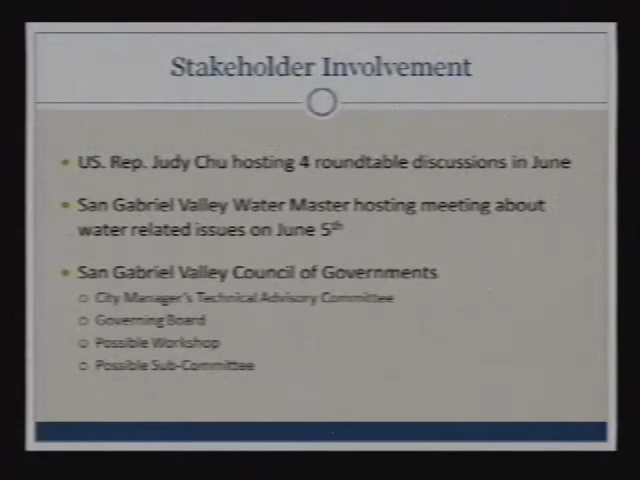 Stakeholder Involvement
• US. Rep. Judy Chu hosting 4 roundtable discussions in June
• San Gabriel Valley Water Master hosting meeting about
water related issues on June 5th
• San Gabriel Valley Council of Governments
○ City Manager's Technical Advisory Committee
○ Governing Board
○ Possible Workshop
○ Possible Sub-Committee